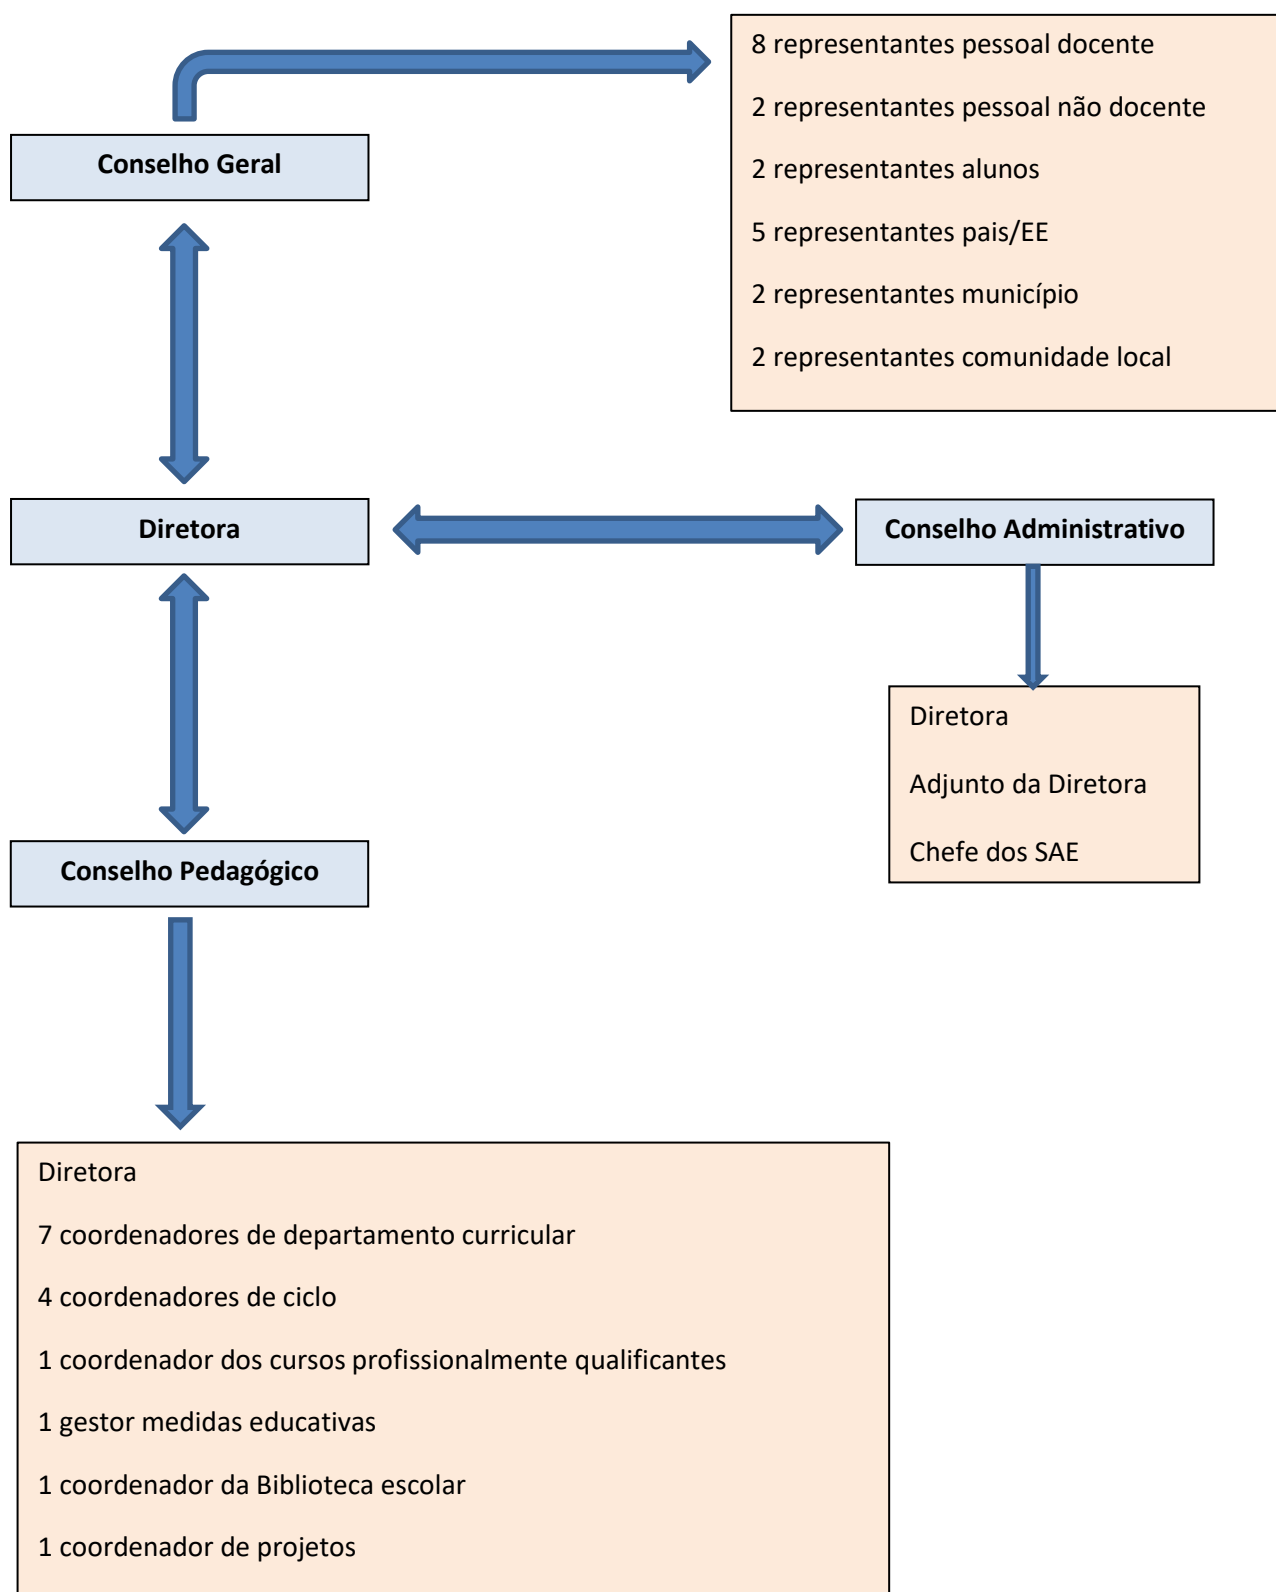 8 representantes pessoal docente
2 representantes pessoal não docente
2 representantes alunos
5 representantes pais/EE
2 representantes município
2 representantes comunidade local
Conselho Geral
Diretora
Conselho Administrativo
Diretora
Adjunto da Diretora
Chefe dos SAE
Conselho Pedagógico
Diretora
7 coordenadores de departamento curricular
4 coordenadores de ciclo
1 coordenador dos cursos profissionalmente qualificantes
1 gestor medidas educativas
1 coordenador da Biblioteca escolar
1 coordenador de projetos